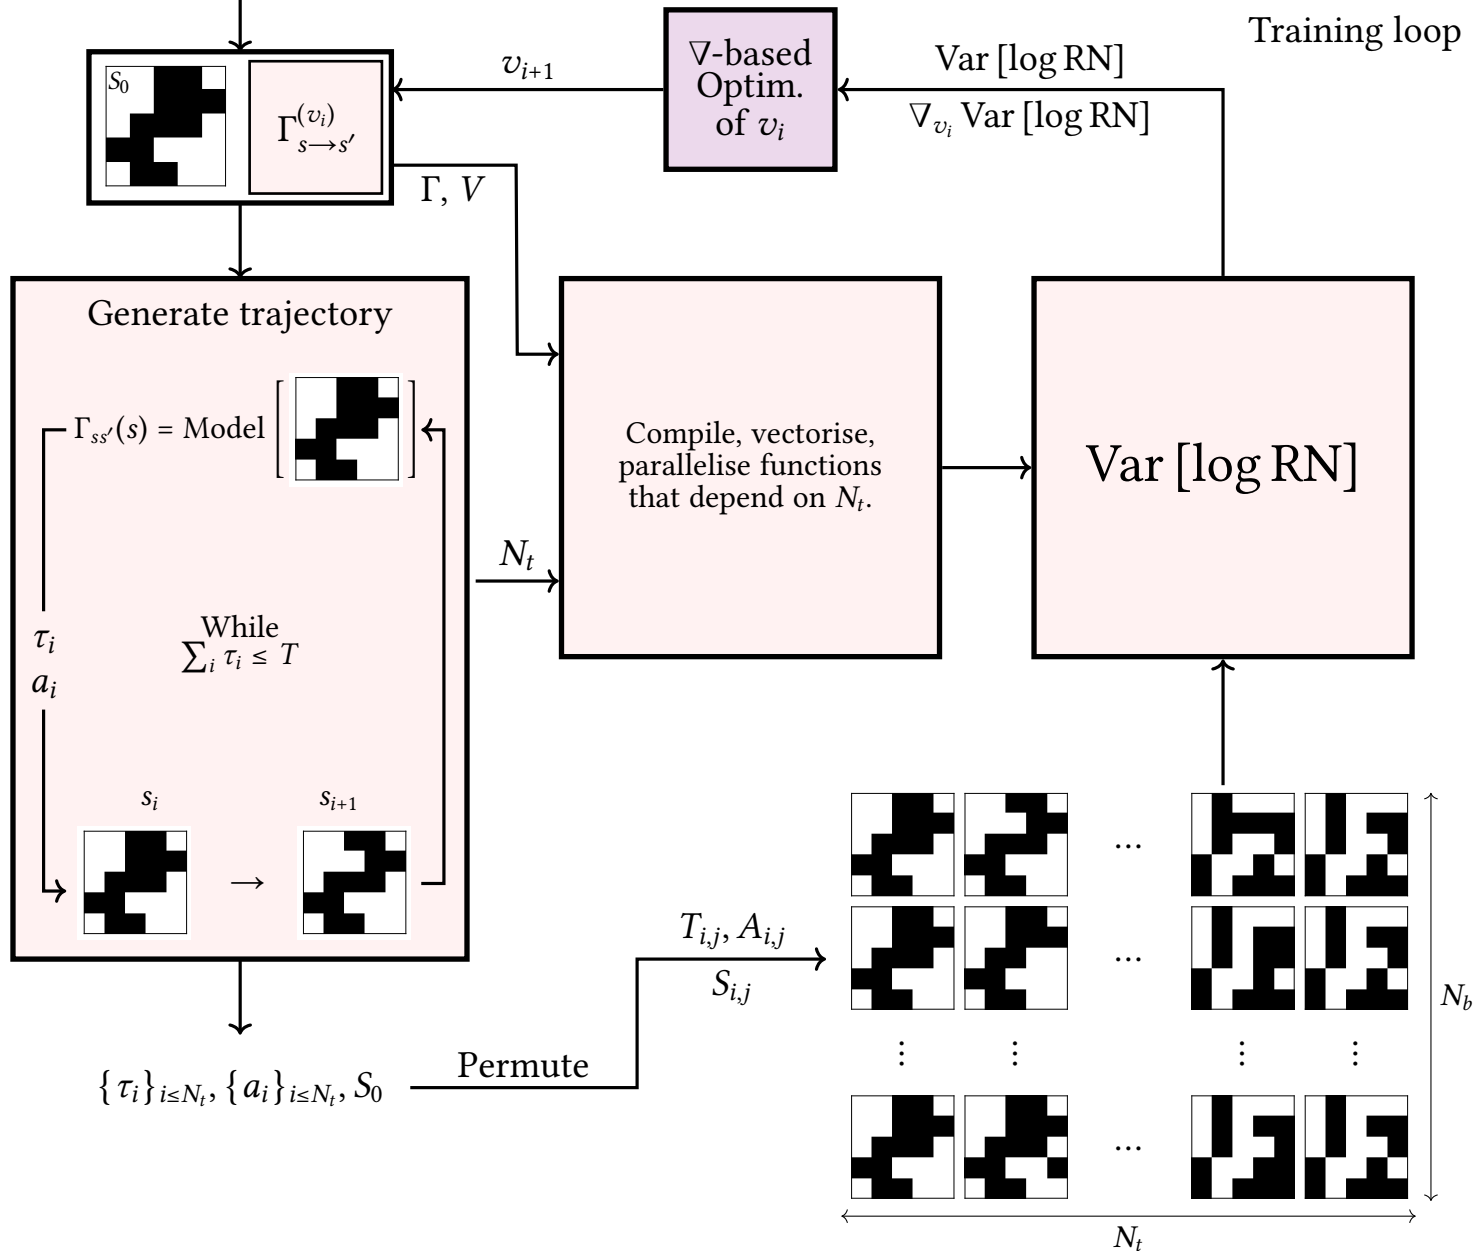 Training loop
S_0
Γ_{s→s′}^{(v_i)}
v_{i+1}
∇-based
Optim.
of v_i
Var [log RN]
∇_{v_i} Var [log RN]
Γ, V
Generate trajectory
Γ_{ss′}(s) = Model [ ]
τ_i
a_i
While
∑_i τ_i ≤ T
s_i
→
s_{i+1}
N_t
Compile, vectorise,
parallelise functions
that depend on N_t.
Var [log RN]
{τ_i}_{i≤N_t}, {a_i}_{i≤N_t}, S_0
Permute
T_{i,j}, A_{i,j}
S_{i,j}
...
...
⋮ ⋮ ⋮ ⋮
...
N_b
N_t